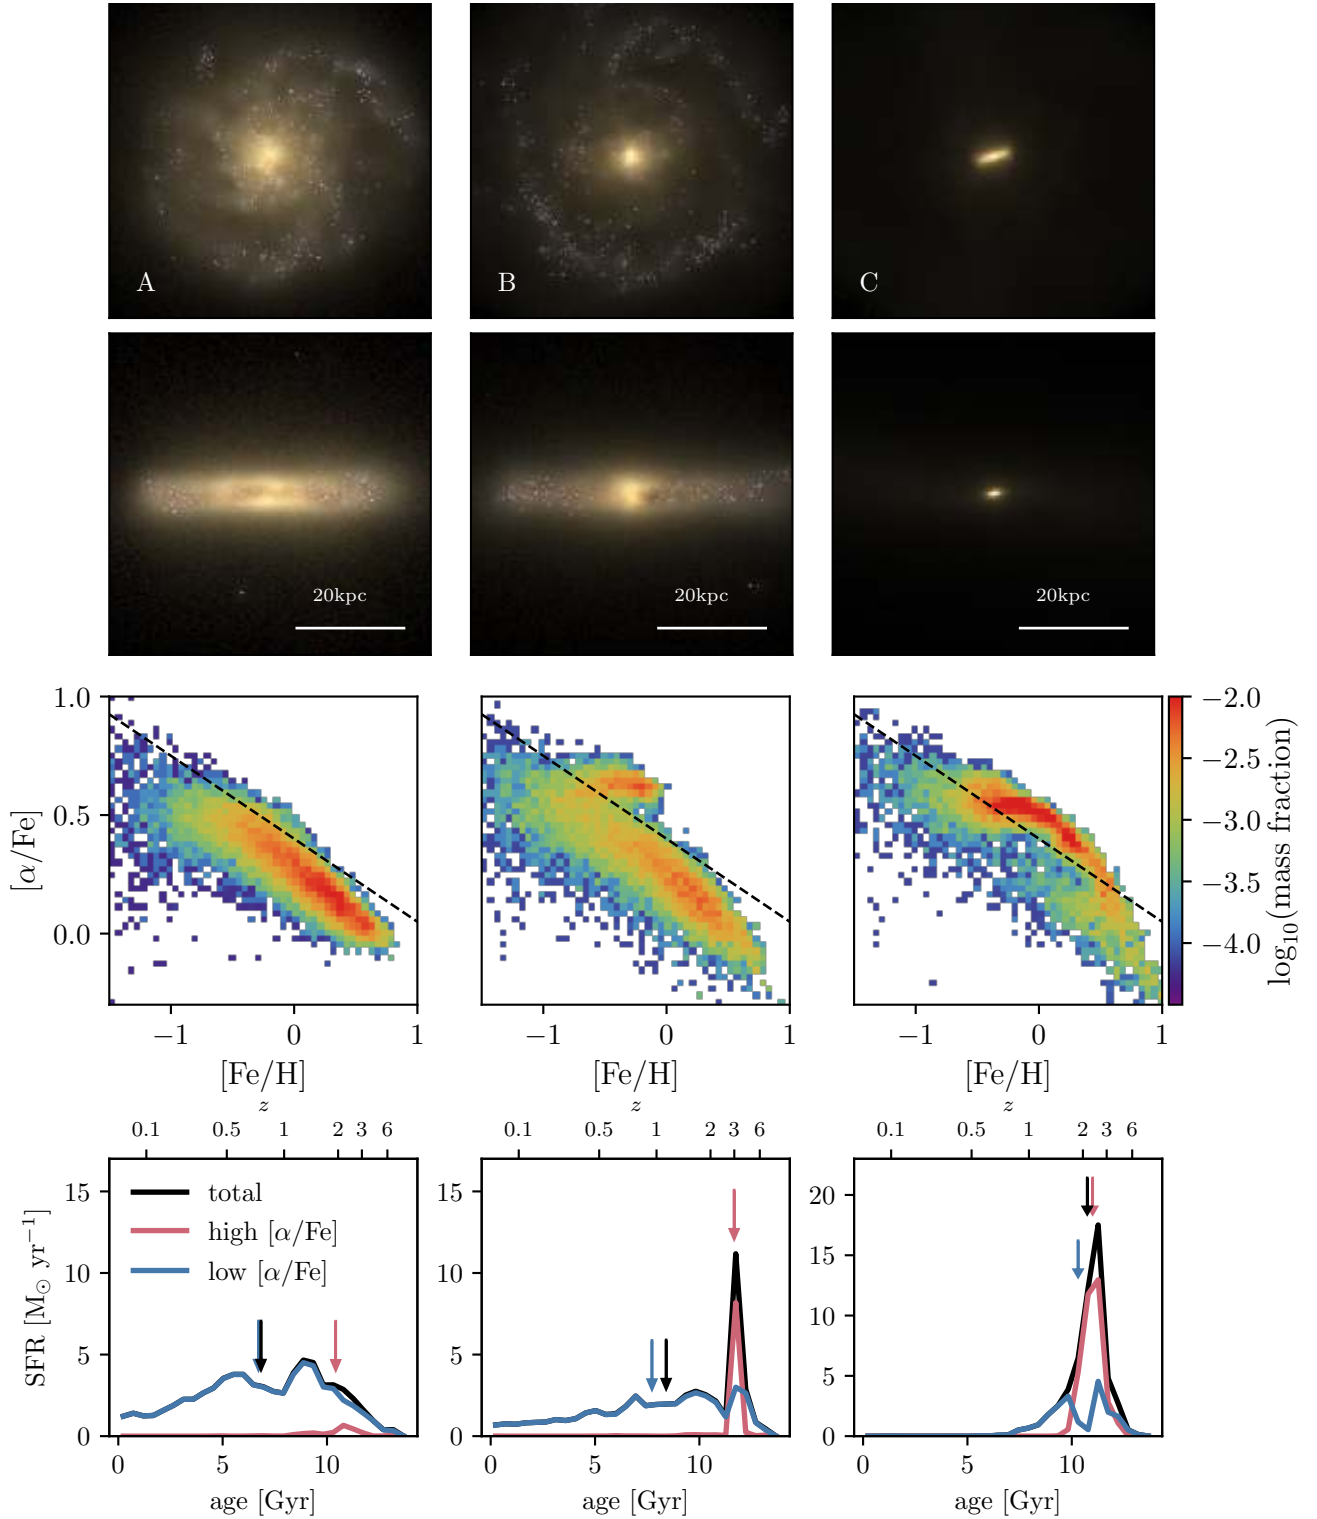 A
B
C
20kpc
20kpc
20kpc
1.0
0.5
0.0
[α/Fe]
−1 0 1
[Fe/H]
−1 0 1
[Fe/H]
−1 0 1
[Fe/H]
−2.0
−2.5
−3.0
−3.5
−4.0
log₁₀(mass fraction)
z
0.1 0.5 1 2 3 6
z
0.1 0.5 1 2 3 6
z
0.1 0.5 1 2 3 6
15
10
5
0
SFR [M⊙ yr⁻¹]
total
high [α/Fe]
low [α/Fe]
0 5 10
age [Gyr]
15
10
5
0
0 5 10
age [Gyr]
20
15
10
5
0
0 5 10
age [Gyr]